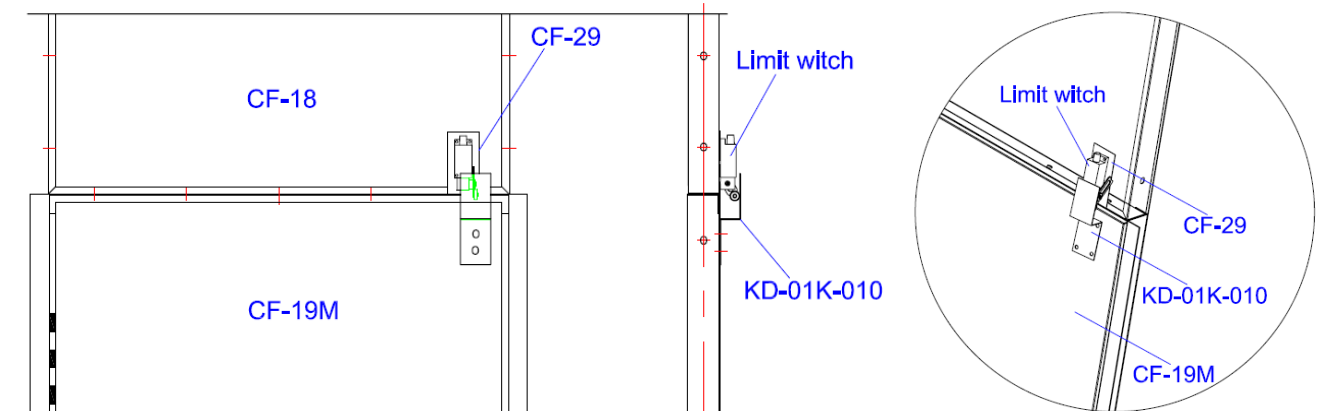 CF-29
CF-18
CF-19M
Limit witch
KD-01K-010
Limit witch
CF-29
KD-01K-010
CF-19M